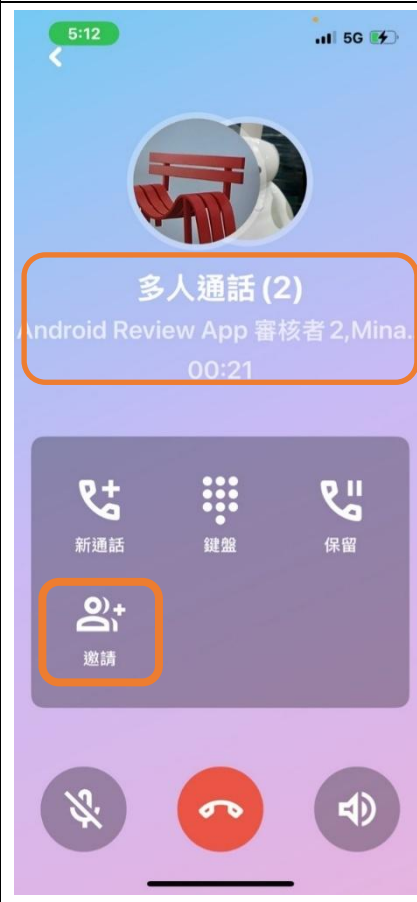 5:12
5G
多人通話 (2)
Android Review App 審核者 2,Mina.
00:21
新通話
鍵盤
保留
邀請